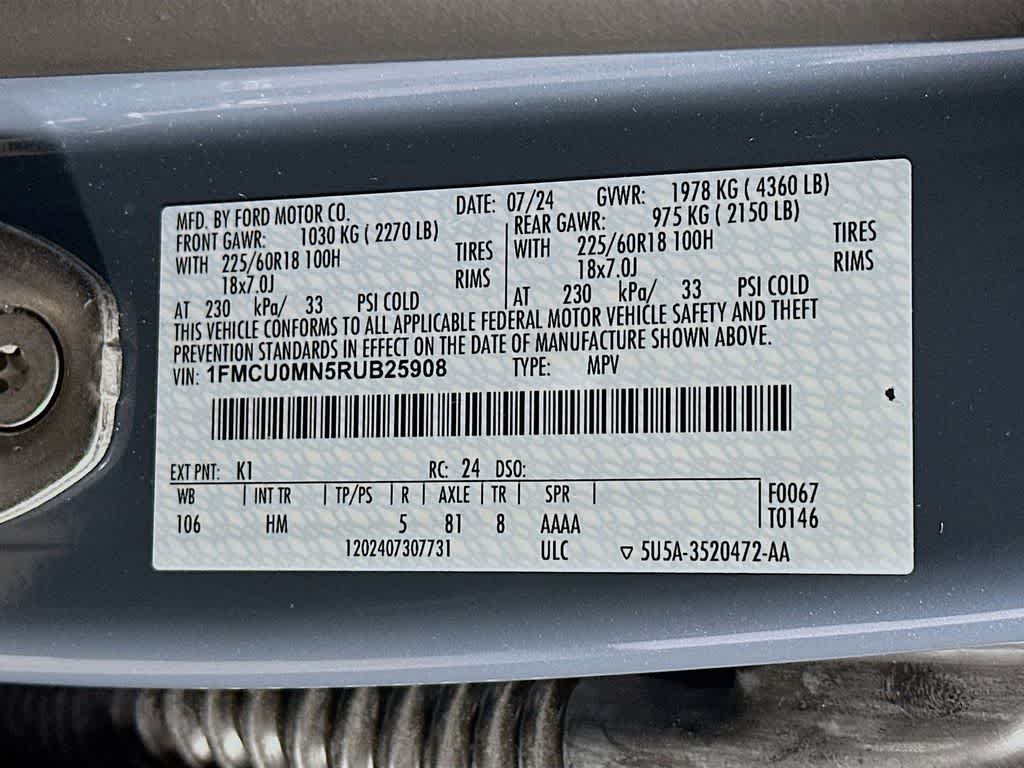 MFD. BY FORD MOTOR CO. DATE: 07/24 GVWR: 1978 KG ( 4360 LB)
FRONT GAWR: 1030 KG ( 2270 LB) REAR GAWR: 975 KG ( 2150 LB)
WITH 225/60R18 100H TIRES WITH 225/60R18 100H TIRES
18x7.0J RIMS 18x7.0J RIMS
AT 230 kPa/ 33 PSI COLD AT 230 kPa/ 33 PSI COLD
THIS VEHICLE CONFORMS TO ALL APPLICABLE FEDERAL MOTOR VEHICLE SAFETY AND THEFT
PREVENTION STANDARDS IN EFFECT ON THE DATE OF MANUFACTURE SHOWN ABOVE.
VIN: 1FMCU0MN5RUB25908 TYPE: MPV
EXT PNT: K1 RC: 24 DSO:
WB INT TR TP/PS R AXLE TR SPR F0067
106 HM 5 81 8 AAAA T0146
1202407307731 ULC ▽ 5U5A-3520472-AA